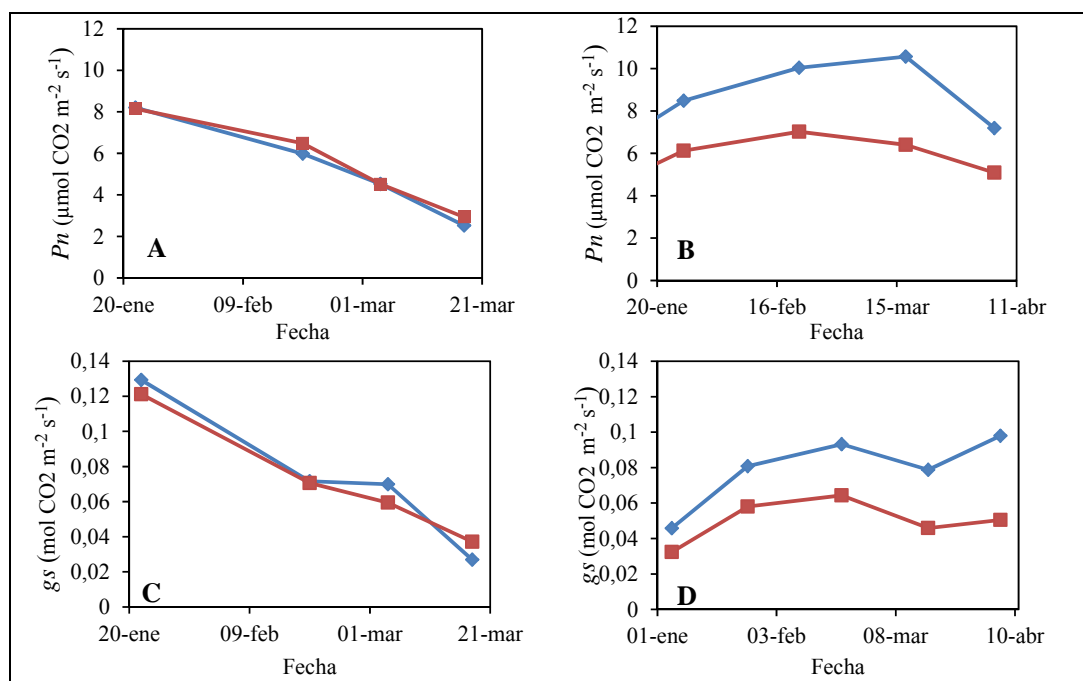 12
10
8
6
4
2
0
Pn (µmol CO2 m-2 s-1)
A
20-ene 09-feb 01-mar 21-mar
Fecha
12
10
8
6
4
2
0
Pn (µmol CO2 m-2 s-1)
B
20-ene 16-feb 15-mar 11-abr
Fecha
0,14
0,12
0,1
0,08
0,06
0,04
0,02
0
gs (mol CO2 m-2 s-1)
C
20-ene 09-feb 01-mar 21-mar
Fecha
0,14
0,12
0,1
0,08
0,06
0,04
0,02
0
gs (mol CO2 m-2 s-1)
D
01-ene 03-feb 08-mar 10-abr
Fecha